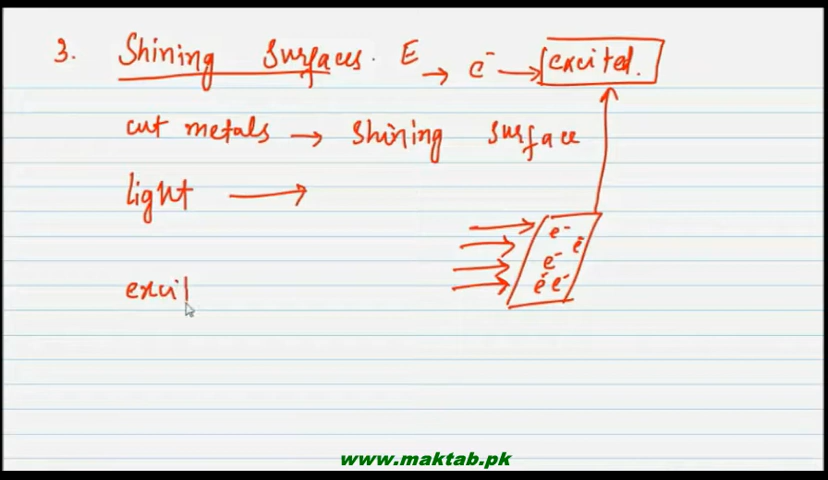 3. Shining Surfaces. E → e⁻ → excited.
cut metals → Shining surface
light →
e⁻
e⁻
e⁻
e⁻ e⁻
exci
www.maktab.pk